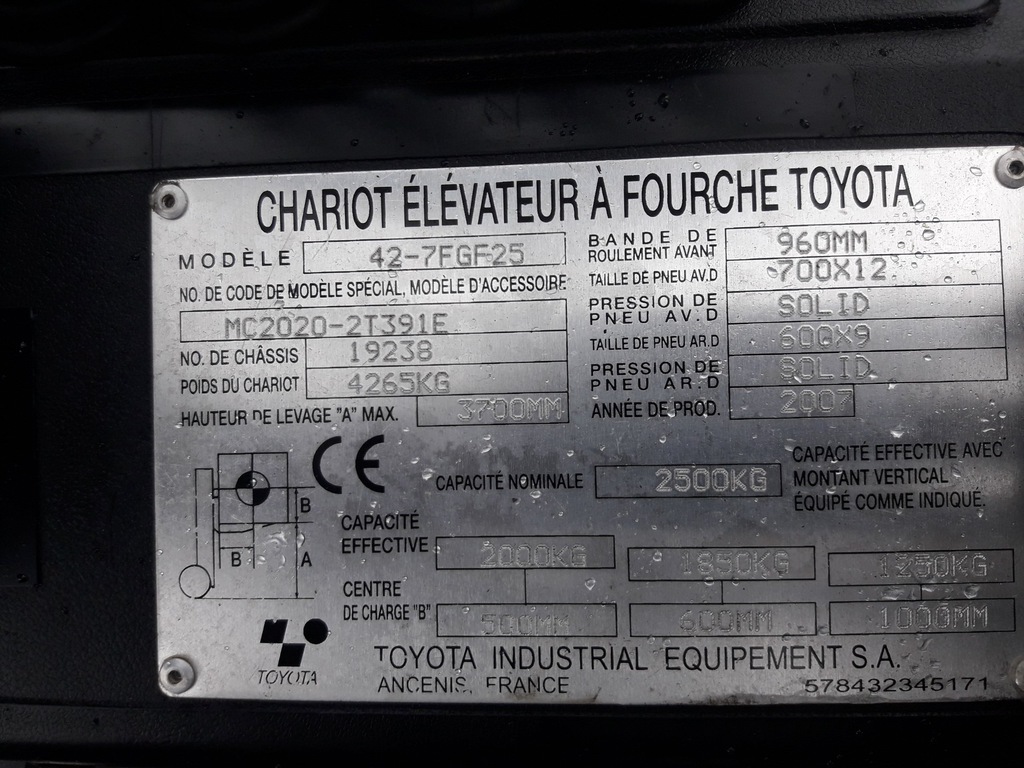 CHARIOT ÉLÉVATEUR À FOURCHE TOYOTA
MODÈLE 42-7FGF25
NO. DE CODE DE MODÈLE SPÉCIAL, MODÈLE D'ACCESSOIRE
MC2020-2T391E
NO. DE CHÂSSIS 19238
POIDS DU CHARIOT 4265KG
HAUTEUR DE LEVAGE "A" MAX. 3700MM
BANDE DE ROULEMENT AVANT 960MM
TAILLE DE PNEU AV.D 700X12
PRESSION DE PNEU AV.D SOLID
TAILLE DE PNEU AR.D 600X9
PRESSION DE PNEU AR.D SOLID
ANNÉE DE PROD. 2007
CE
CAPACITÉ NOMINALE 2500KG
CAPACITÉ EFFECTIVE AVEC
MONTANT VERTICAL
ÉQUIPÉ COMME INDIQUÉ.
B
B
A
CAPACITÉ EFFECTIVE 2000KG 1850KG 1250KG
CENTRE DE CHARGE "B" 500MM 600MM 1000MM
TOYOTA
TOYOTA INDUSTRIAL EQUIPEMENT S.A.
ANCENIS, FRANCE
578432345171